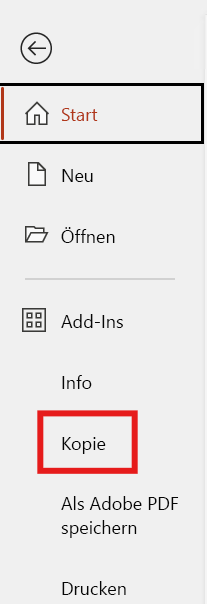 Start
Neu
Öffnen
Add-Ins
Info
Kopie
Als Adobe PDF
speichern
Drucken